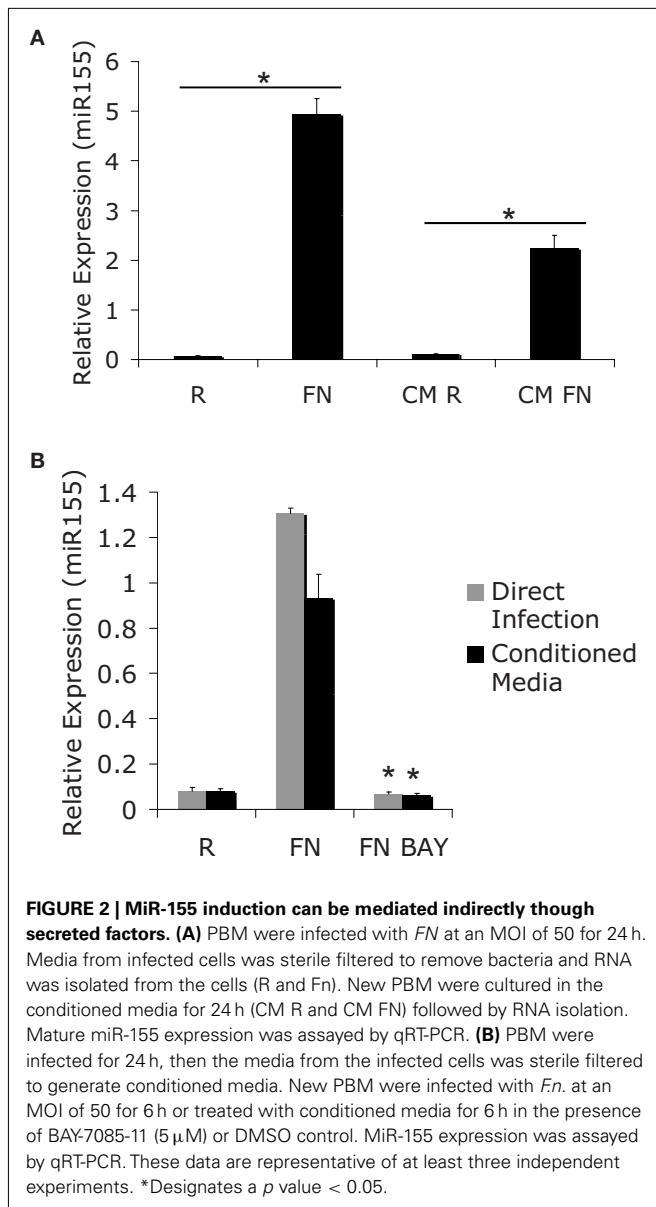 A
Relative Expression (miR155)
6
5
4
3
2
1
0
*
*
R FN CM R CM FN
B
Relative Expression (miR155)
1.4
1.2
1
0.8
0.6
0.4
0.2
0
* *
R FN FN BAY
Direct
Infection
Conditioned
Media
FIGURE 2 | MiR-155 induction can be mediated indirectly though
secreted factors. (A) PBM were infected with FN at an MOI of 50 for 24 h.
Media from infected cells was sterile filtered to remove bacteria and RNA
was isolated from the cells (R and Fn). New PBM were cultured in the
conditioned media for 24 h (CM R and CM FN) followed by RNA isolation.
Mature miR-155 expression was assayed by qRT-PCR. (B) PBM were
infected for 24 h, then the media from the infected cells was sterile filtered
to generate conditioned media. New PBM were infected with F.n. at an
MOI of 50 for 6 h or treated with conditioned media for 6 h in the presence
of BAY-7085-11 (5 μM) or DMSO control. MiR-155 expression was assayed
by qRT-PCR. These data are representative of at least three independent
experiments. *Designates a p value < 0.05.